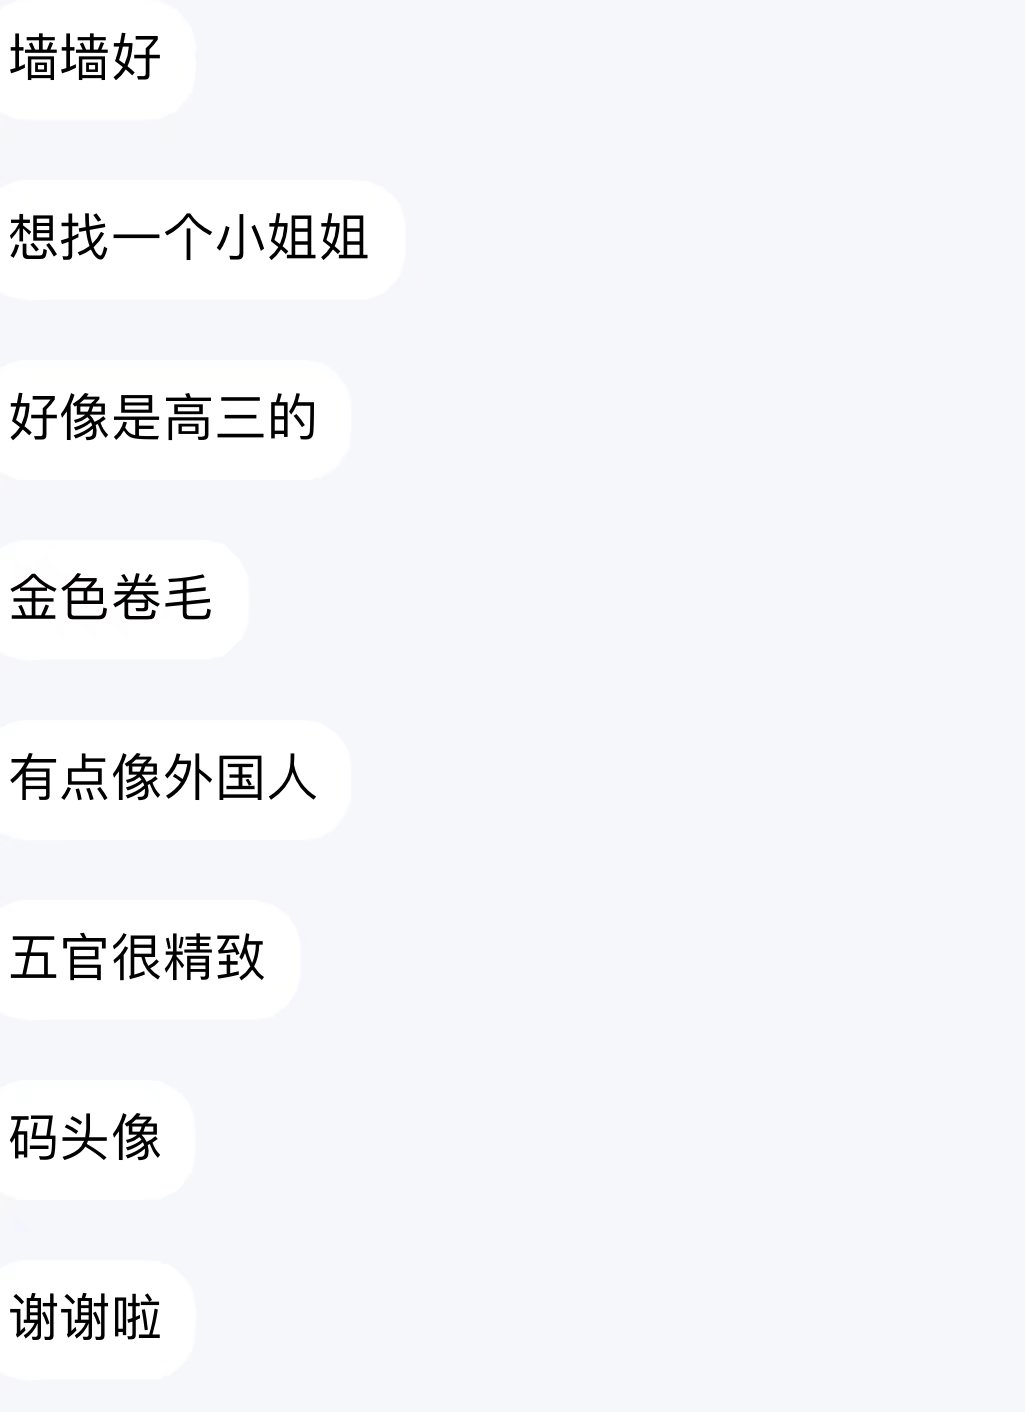 墙墙好
想找一个小姐姐
好像是高三的
金色卷毛
有点像外国人
五官很精致
码头像
谢谢啦